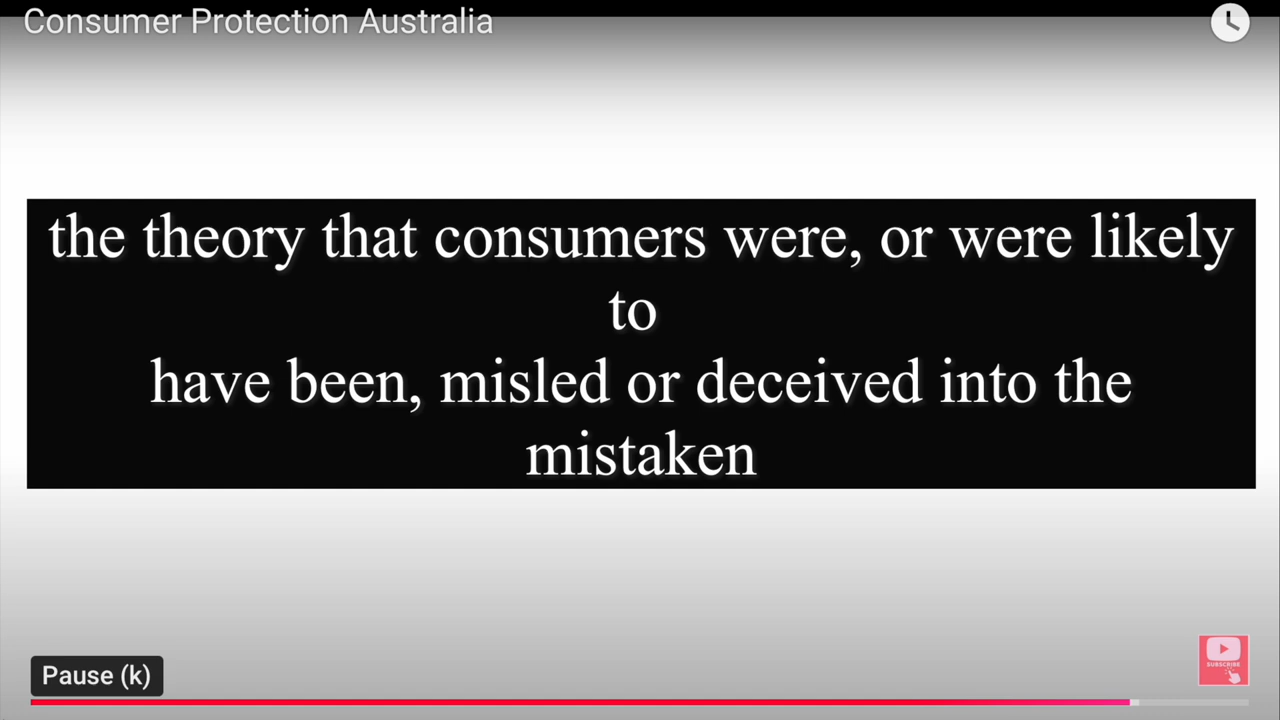 Consumer Protection Australia
the theory that consumers were, or were likely
to
have been, misled or deceived into the
mistaken
Pause (k)
SUBSCRIBE